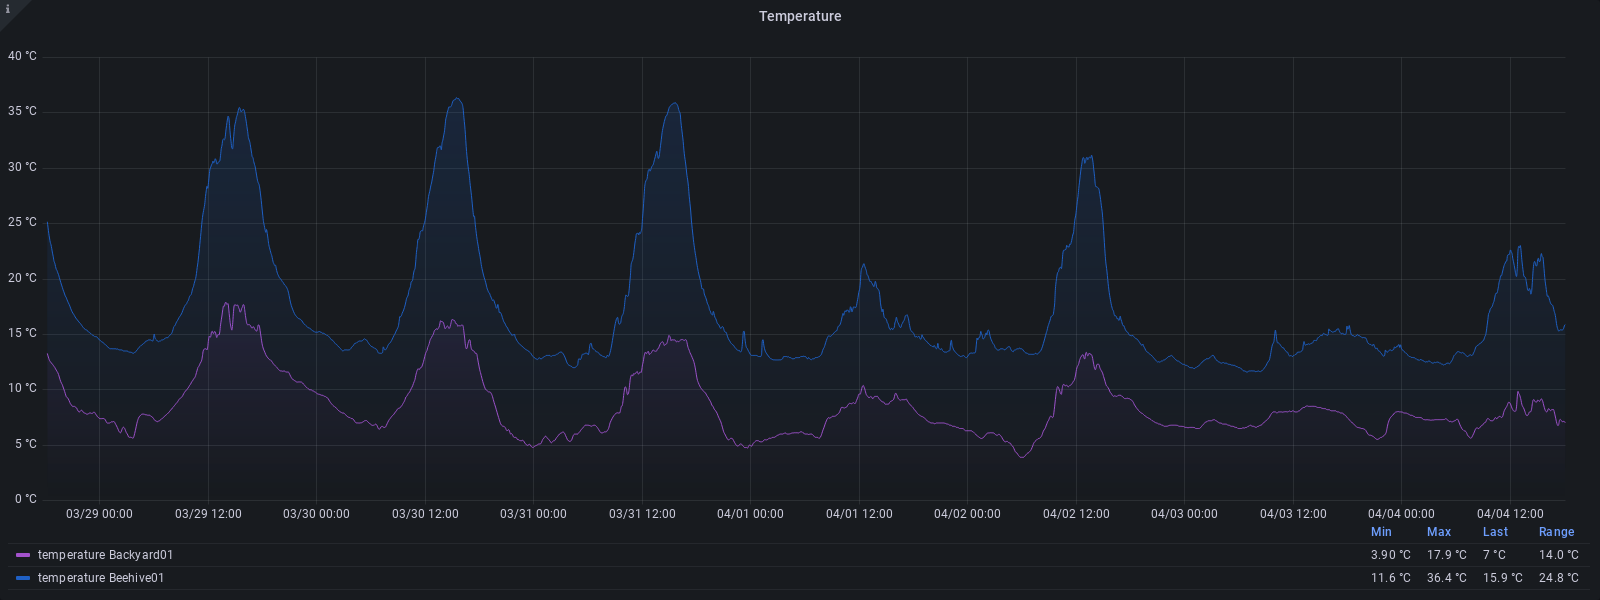 i
Temperature
40 °C
35 °C
30 °C
25 °C
20 °C
15 °C
10 °C
5 °C
0 °C
03/29 00:00 03/29 12:00 03/30 00:00 03/30 12:00 03/31 00:00 03/31 12:00 04/01 00:00 04/01 12:00 04/02 00:00 04/02 12:00 04/03 00:00 04/03 12:00 04/04 00:00 04/04 12:00
Min Max Last Range
temperature Backyard01 3.90 °C 17.9 °C 7 °C 14.0 °C
temperature Beehive01 11.6 °C 36.4 °C 15.9 °C 24.8 °C